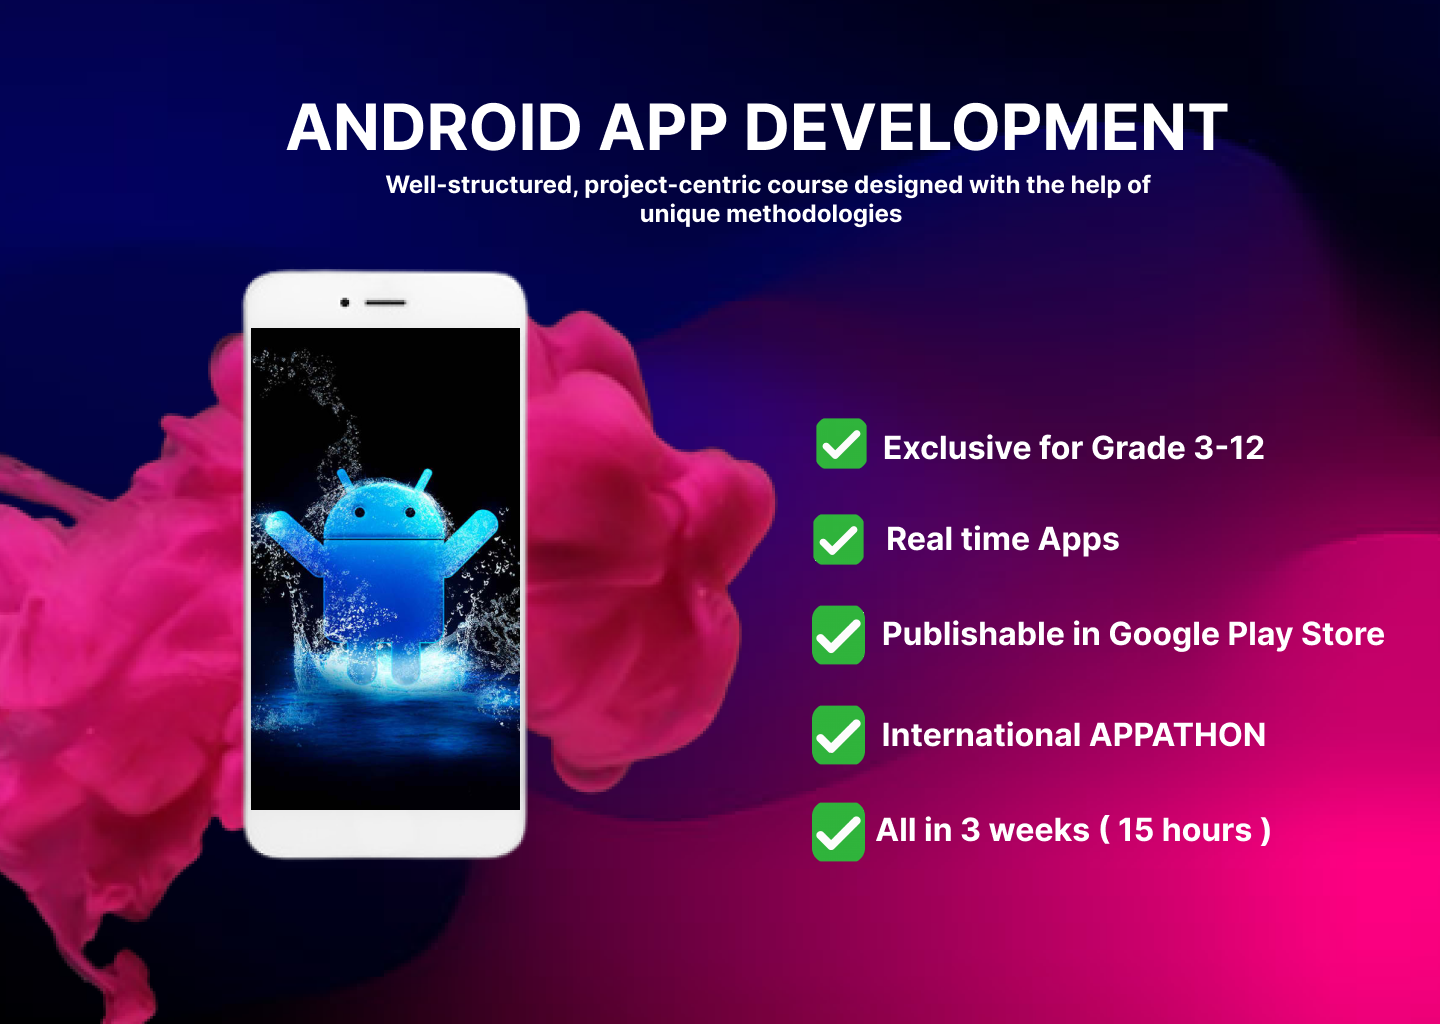 ANDROID APP DEVELOPMENT
Well-structured, project-centric course designed with the help of
unique methodologies
Exclusive for Grade 3-12
Real time Apps
Publishable in Google Play Store
International APPATHON
All in 3 weeks ( 15 hours )